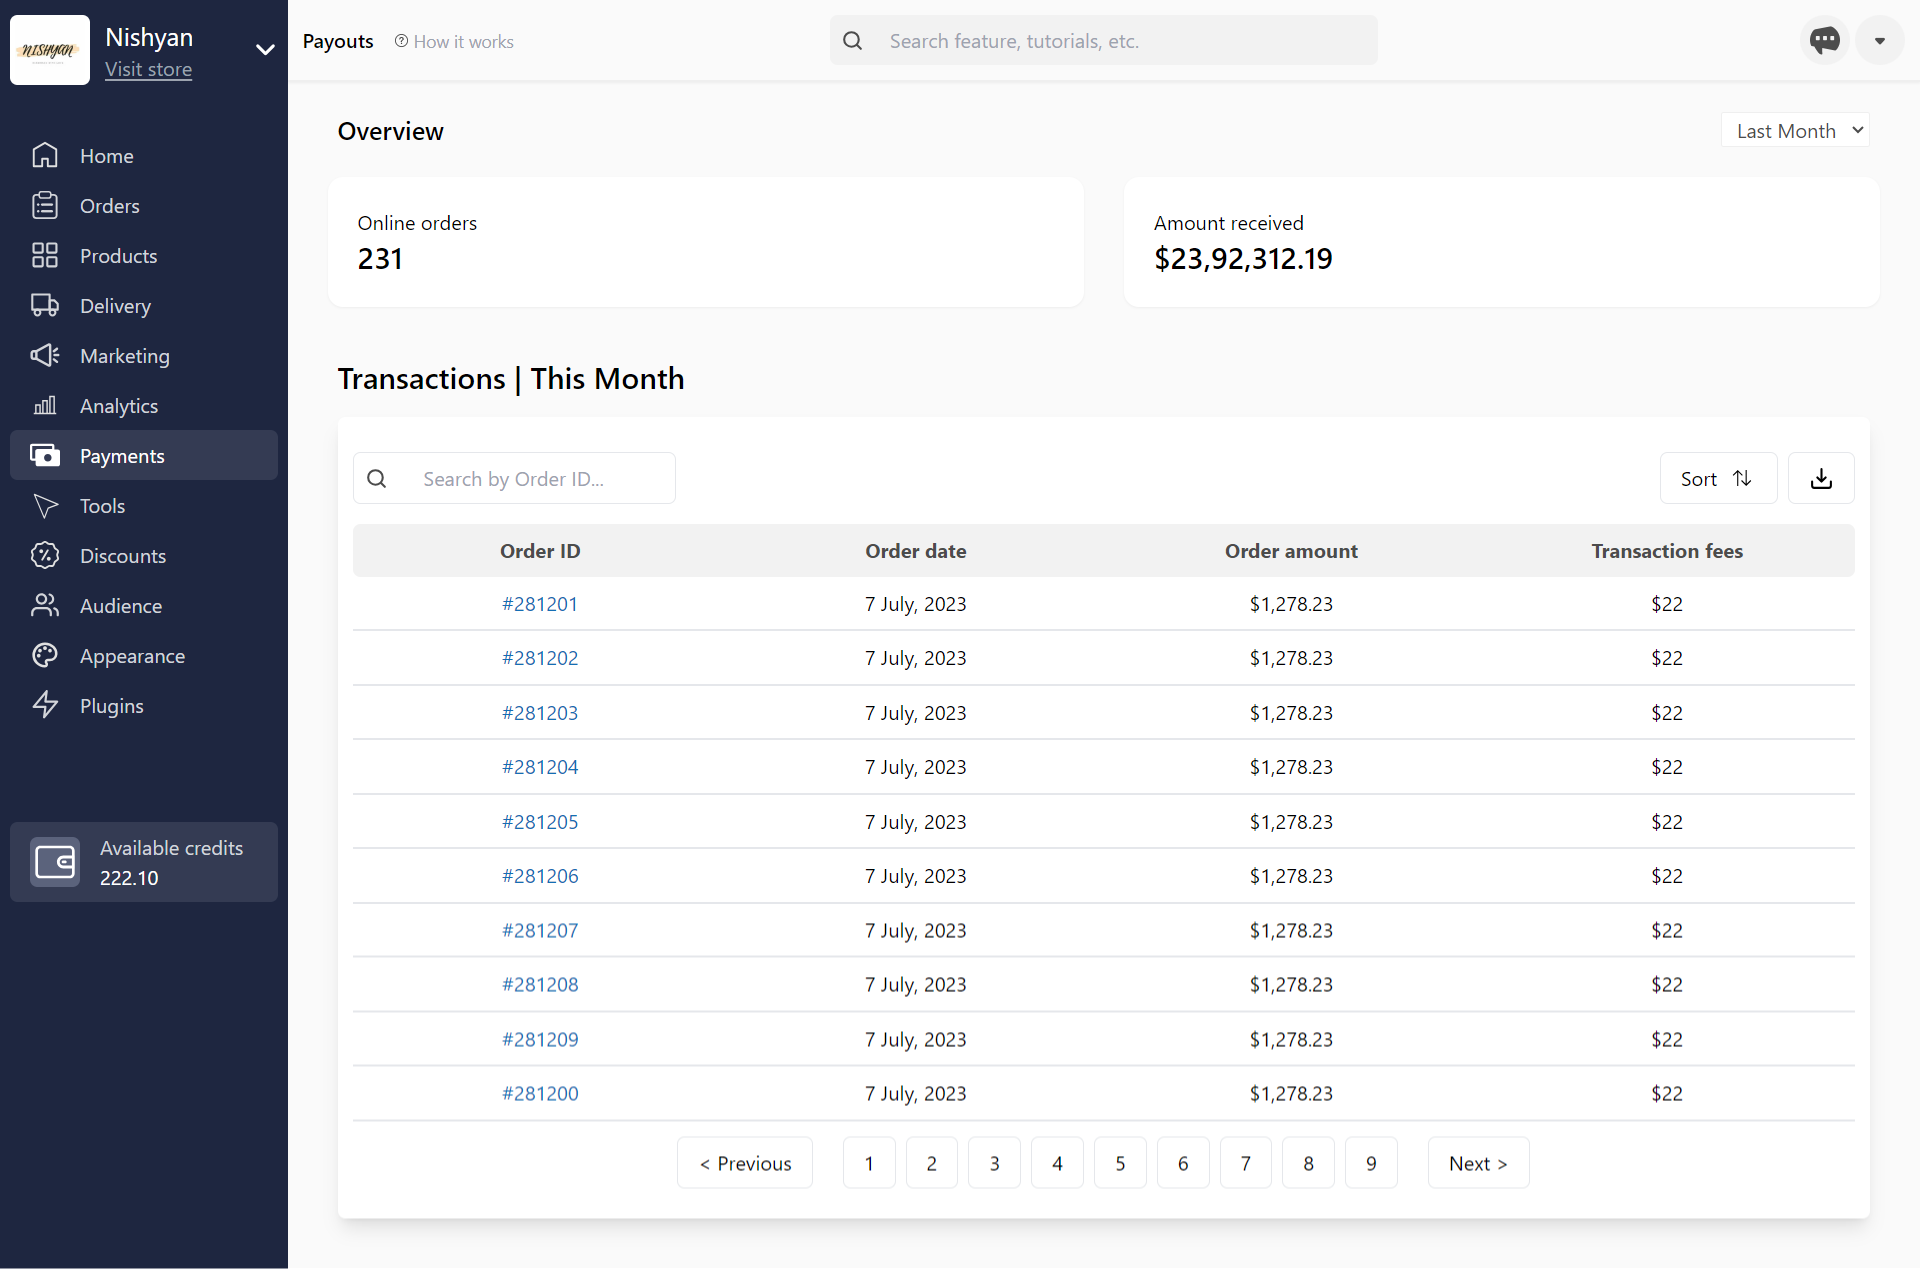 NISHYAN
Nishyan
Visit store
Home
Orders
Products
Delivery
Marketing
Analytics
Payments
Tools
Discounts
Audience
Appearance
Plugins
Available credits
222.10
Payouts
How it works
Search feature, tutorials, etc.
Overview
Last Month
Online orders
231
Amount received
$23,92,312.19
Transactions | This Month
Search by Order ID...
Sort
Order ID Order date Order amount Transaction fees
#281201 7 July, 2023 $1,278.23 $22
#281202 7 July, 2023 $1,278.23 $22
#281203 7 July, 2023 $1,278.23 $22
#281204 7 July, 2023 $1,278.23 $22
#281205 7 July, 2023 $1,278.23 $22
#281206 7 July, 2023 $1,278.23 $22
#281207 7 July, 2023 $1,278.23 $22
#281208 7 July, 2023 $1,278.23 $22
#281209 7 July, 2023 $1,278.23 $22
#281200 7 July, 2023 $1,278.23 $22
< Previous 1 2 3 4 5 6 7 8 9 Next >